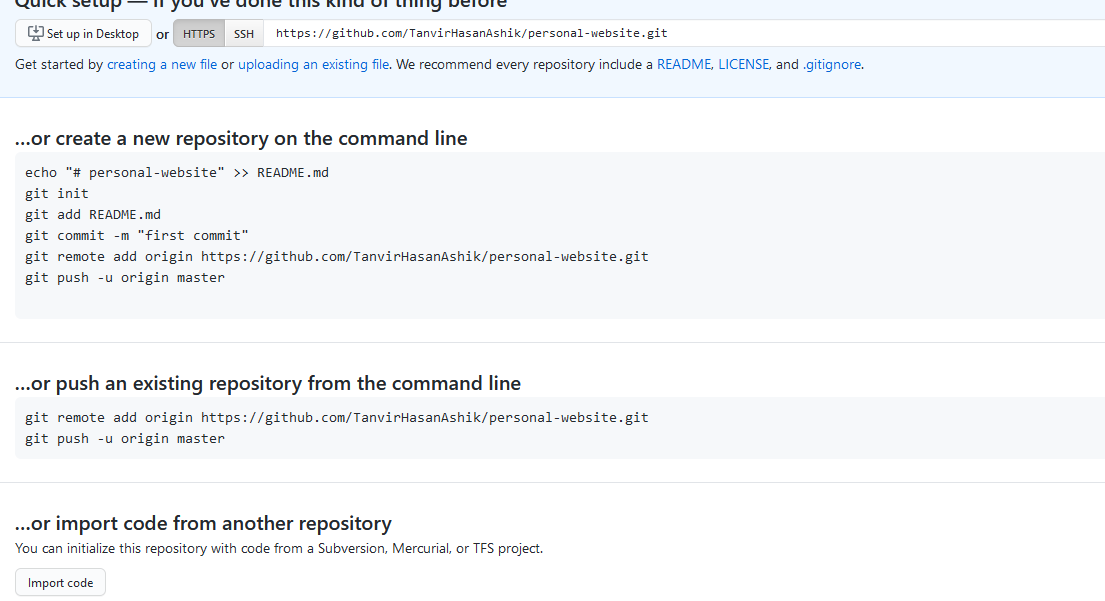 Quick setup — if you've done this kind of thing before
Set up in Desktop or HTTPS SSH https://github.com/TanvirHasanAshik/personal-website.git
Get started by creating a new file or uploading an existing file. We recommend every repository include a README, LICENSE, and .gitignore.
...or create a new repository on the command line
echo "# personal-website" >> README.md
git init
git add README.md
git commit -m "first commit"
git remote add origin https://github.com/TanvirHasanAshik/personal-website.git
git push -u origin master
...or push an existing repository from the command line
git remote add origin https://github.com/TanvirHasanAshik/personal-website.git
git push -u origin master
...or import code from another repository
You can initialize this repository with code from a Subversion, Mercurial, or TFS project.
Import code